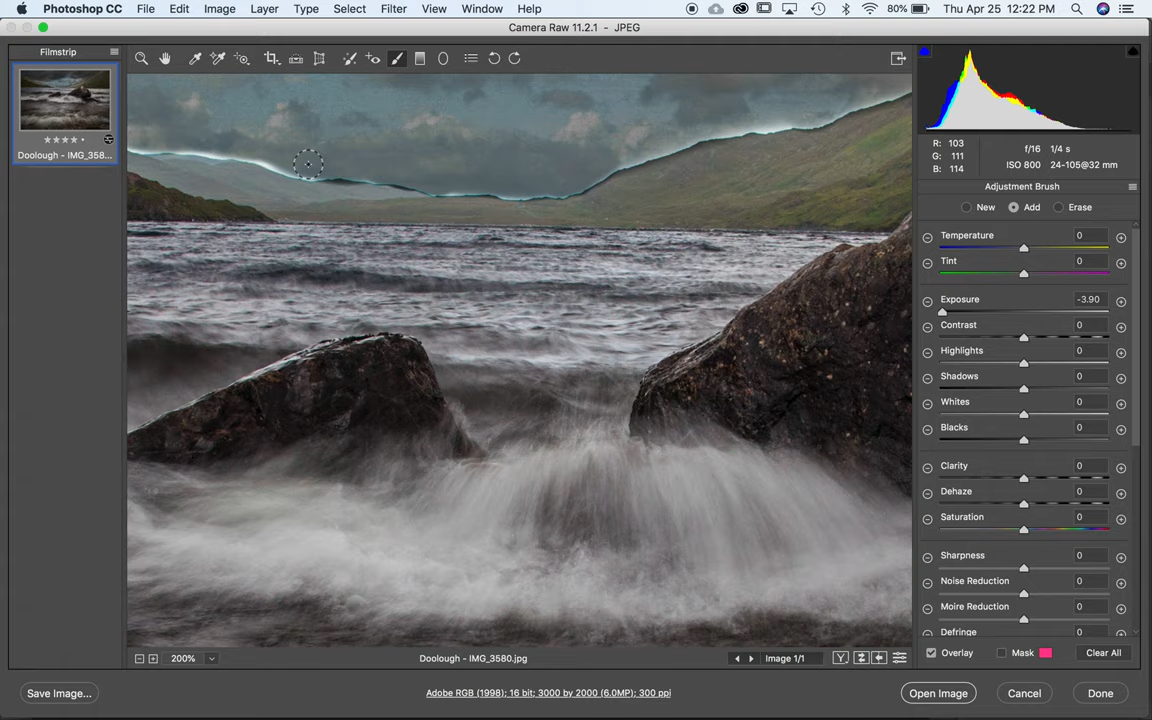 Photoshop CC File Edit Image Layer Type Select Filter View Window Help 80% Thu Apr 25 12:22 PM
Camera Raw 11.2.1 - JPEG
Filmstrip
Doolough - IMG_358...
R: 103
G: 111
B: 114
f/16 1/4 s
ISO 800 24-105@32 mm
Adjustment Brush
New Add Erase
Temperature 0
Tint 0
Exposure -3.90
Contrast 0
Highlights 0
Shadows 0
Whites 0
Blacks 0
Clarity 0
Dehaze 0
Saturation 0
Sharpness 0
Noise Reduction 0
Moire Reduction 0
Defringe 0
200% Doolough - IMG_3580.jpg Image 1/1 Y
Overlay Mask Clear All
Save Image... Adobe RGB (1998); 16 bit; 3000 by 2000 (6.0MP); 300 ppi Open Image Cancel Done